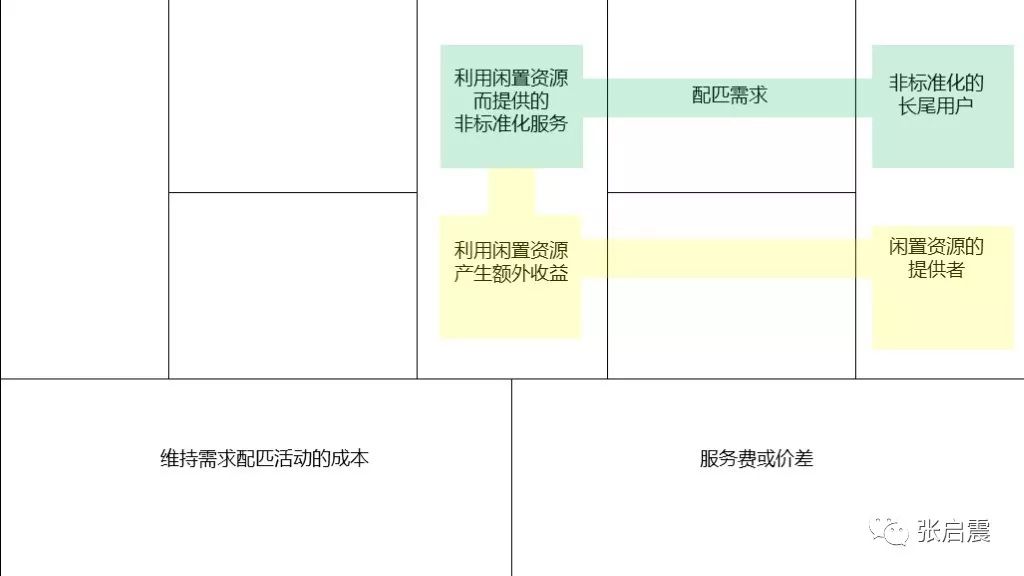 利用闲置资源
而提供的
非标准化服务
配匹需求
非标准化的
长尾用户
利用闲置资源
产生额外收益
闲置资源的
提供者
维持需求配匹活动的成本
服务费或价差
张启震